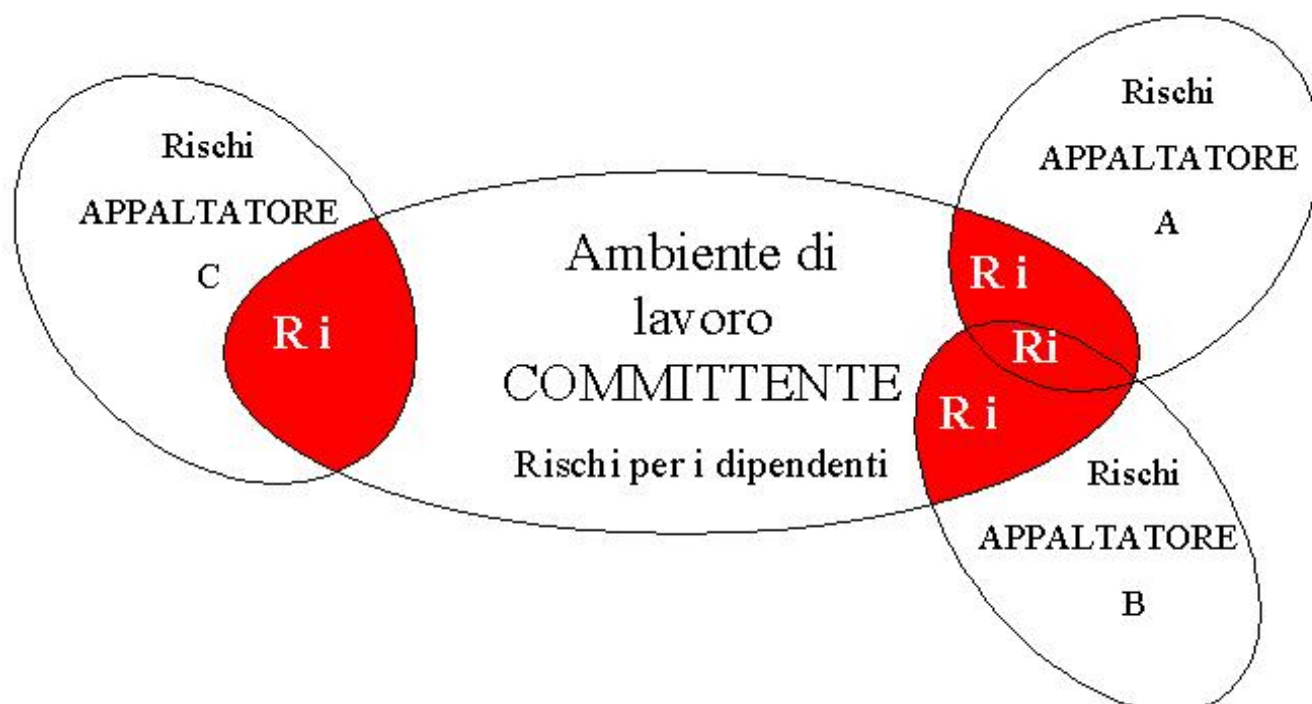 Rischi
APPALTATORE
C
R i
Ambiente di
lavoro
COMMITTENTE
Rischi per i dipendenti
Rischi
APPALTATORE
A
R i
Ri
R i
Rischi
APPALTATORE
B